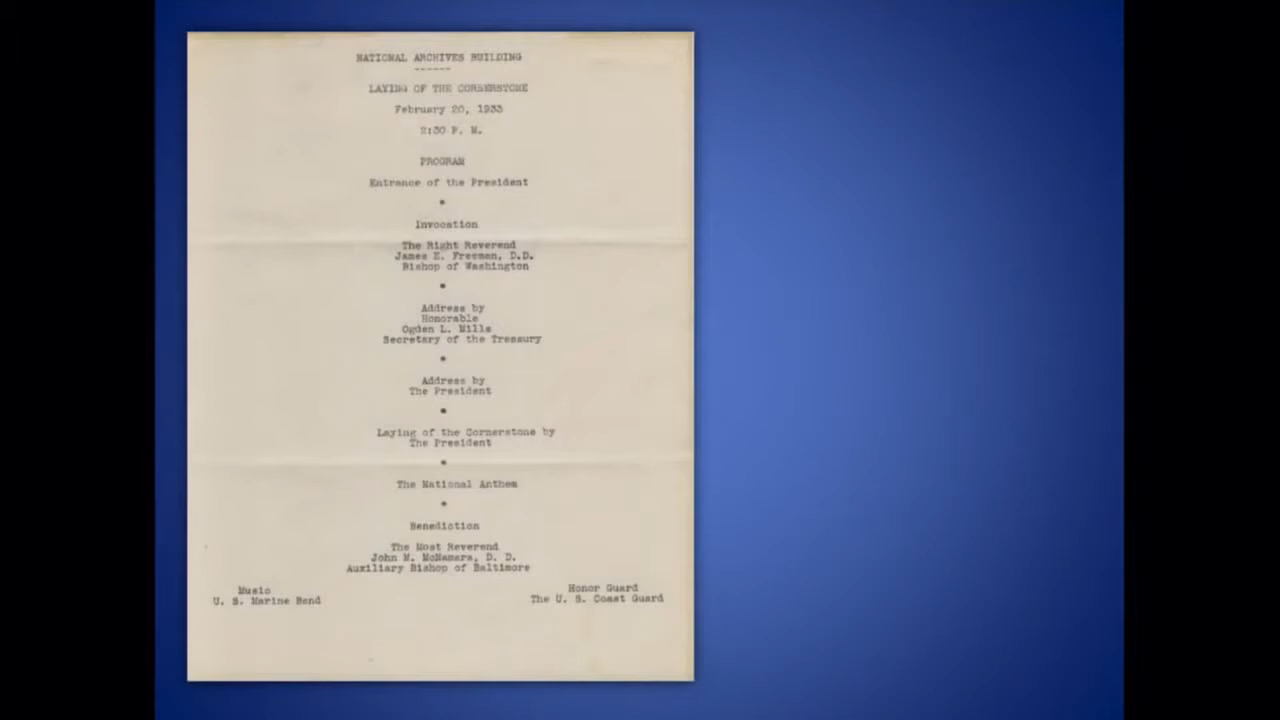 NATIONAL ARCHIVES BUILDING
------
LAYING OF THE CORNERSTONE
February 20, 1933
2:30 P. M.
PROGRAM
Entrance of the President
*
Invocation
The Right Reverend
James E. Freeman, D.D.
Bishop of Washington
*
Address by
Honorable
Ogden L. Mills
Secretary of the Treasury
*
Address by
The President
*
Laying of the Cornerstone by
The President
*
The National Anthem
*
Benediction
The Most Reverend
John M. McNamara, D. D.
Auxiliary Bishop of Baltimore
Music
U. S. Marine Band
Honor Guard
The U. S. Coast Guard